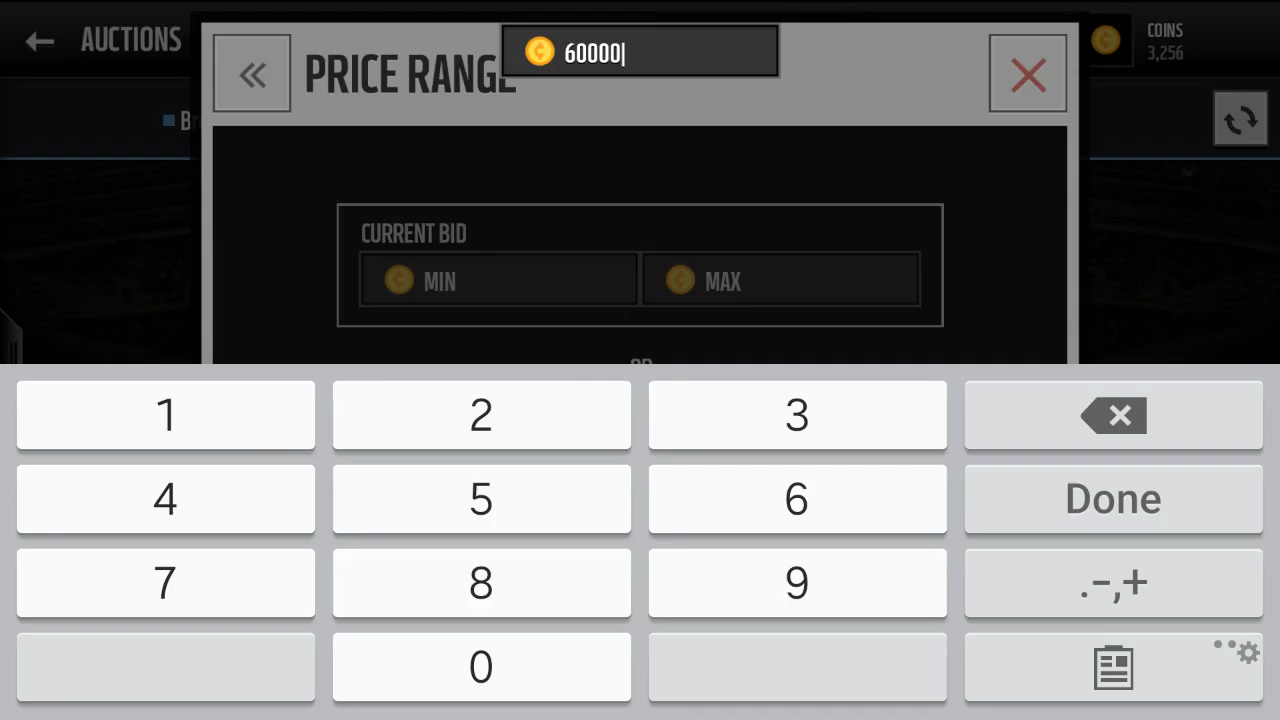 AUCTIONS
60000
COINS
3,256
PRICE RANGE
CURRENT BID
MIN
MAX
1
2
3
4
5
6
Done
7
8
9
.-,+
0